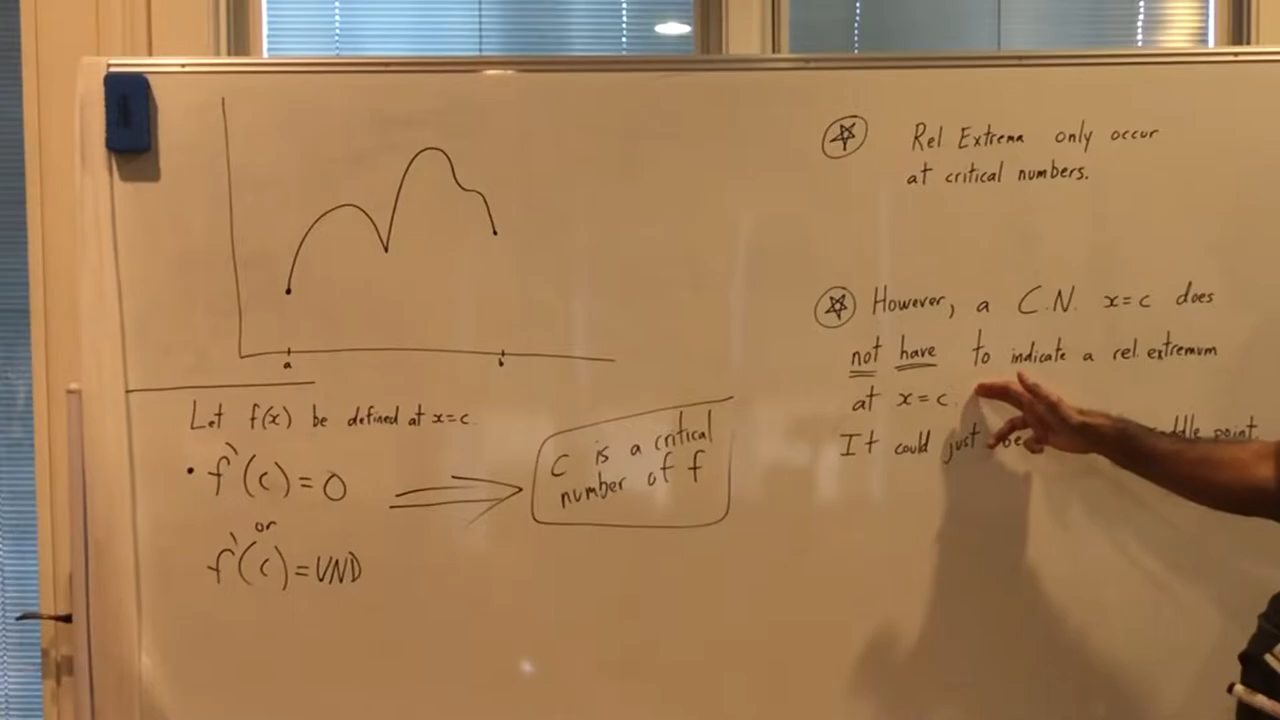 a
b
Let f(x) be defined at x=c
• f`(c)=0
or
f`(c)=UND
C is a critical
number of f
Rel Extrema only occur
at critical numbers.
However, a C.N. x=c does
not have to indicate a rel. extremum
at x=c.
It could just be point.